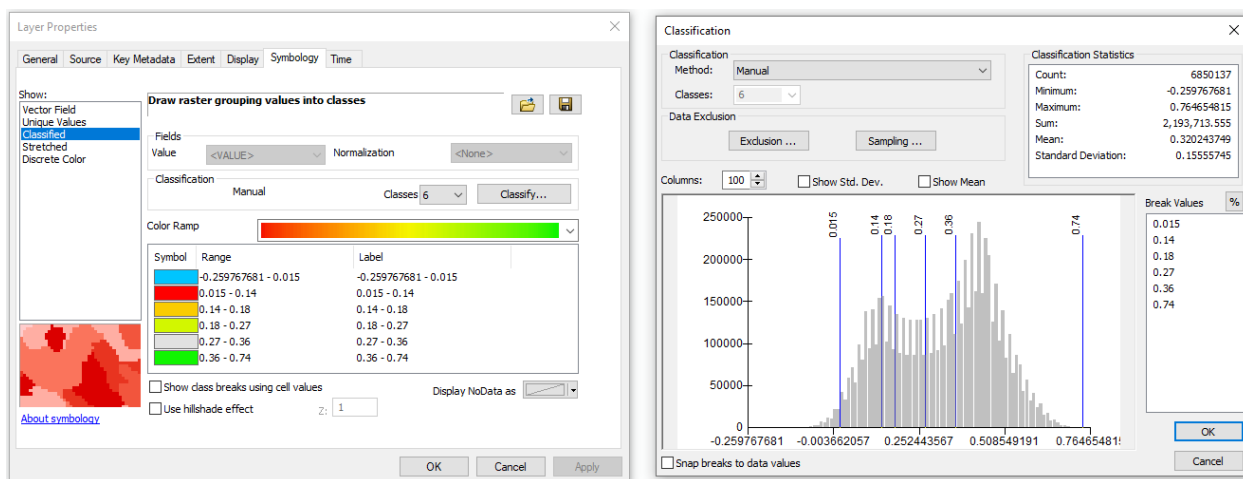 Layer Properties
General Source Key Metadata Extent Display Symbology Time
Show:
Vector Field
Unique Values
Classified
Stretched
Discrete Color
About symbology
Draw raster grouping values into classes
Fields
Value <VALUE> Normalization <None>
Classification
Manual Classes 6 Classify...
Color Ramp
Symbol Range Label
-0.259767681 - 0.015 -0.259767681 - 0.015
0.015 - 0.14 0.015 - 0.14
0.14 - 0.18 0.14 - 0.18
0.18 - 0.27 0.18 - 0.27
0.27 - 0.36 0.27 - 0.36
0.36 - 0.74 0.36 - 0.74
Show class breaks using cell values Display NoData as
Use hillshade effect Z: 1
OK Cancel Apply
Classification
Classification
Method: Manual
Classes: 6
Data Exclusion
Exclusion ... Sampling ...
Classification Statistics
Count: 6850137
Minimum: -0.259767681
Maximum: 0.764654815
Sum: 2,193,713.555
Mean: 0.320243749
Standard Deviation: 0.15555745
Columns: 100 Show Std. Dev. Show Mean
0.015 0.14 0.18 0.27 0.36 0.74
250000
200000
150000
100000
50000
0
-0.259767681 -0.003662057 0.252443567 0.508549191 0.764654815
Break Values %
0.015
0.14
0.18
0.27
0.36
0.74
Snap breaks to data values
OK
Cancel